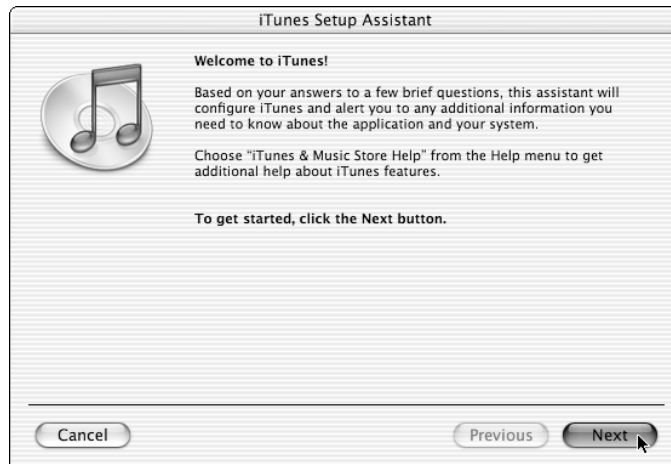 iTunes Setup Assistant
Welcome to iTunes!
Based on your answers to a few brief questions, this assistant will
configure iTunes and alert you to any additional information you
need to know about the application and your system.
Choose “iTunes & Music Store Help” from the Help menu to get
additional help about iTunes features.
To get started, click the Next button.
Cancel
Previous
Next